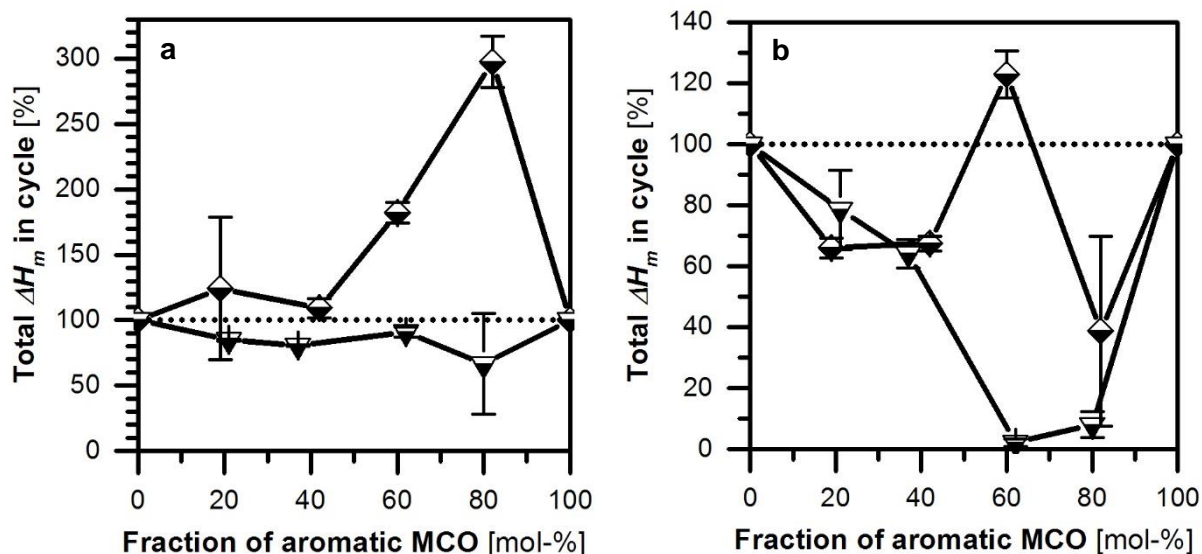 a
Total ΔHm in cycle [%]
300
250
200
150
100
50
0
0 20 40 60 80 100
Fraction of aromatic MCO [mol-%]
b
Total ΔHm in cycle [%]
140
120
100
80
60
40
20
0
0 20 40 60 80 100
Fraction of aromatic MCO [mol-%]